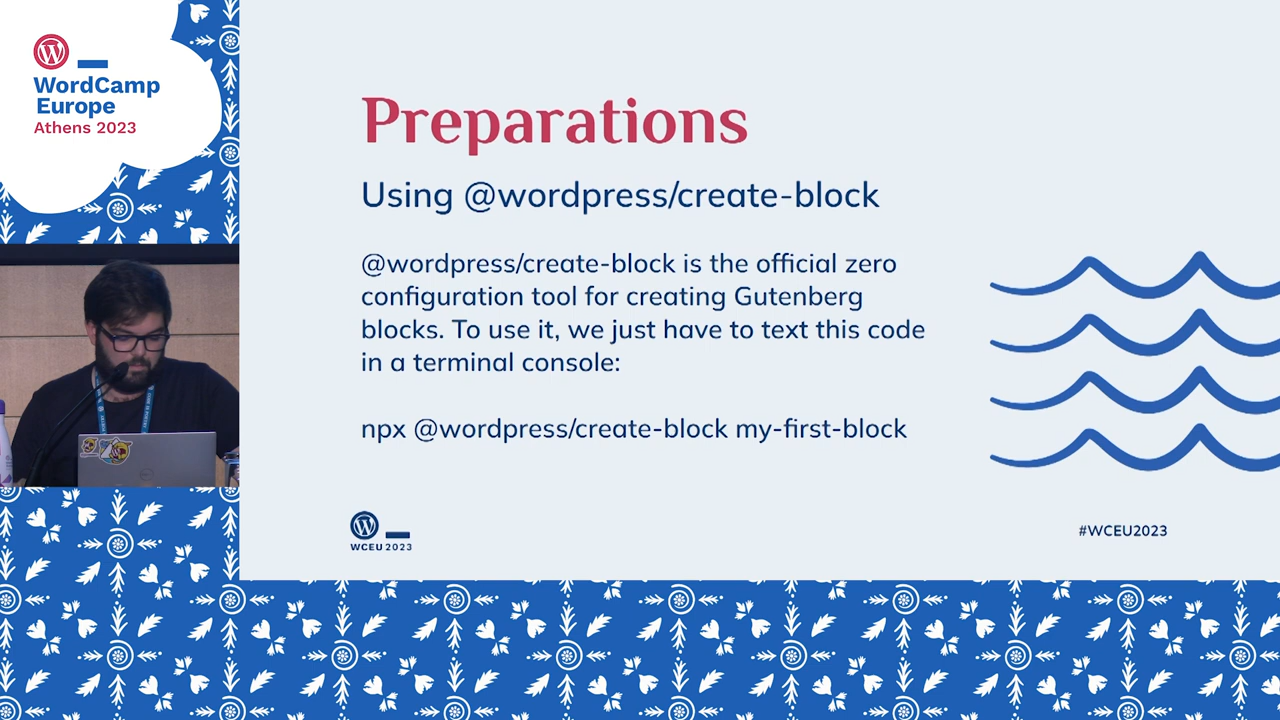 WordCamp
Europe
Athens 2023
Preparations
Using @wordpress/create-block
@wordpress/create-block is the official zero
configuration tool for creating Gutenberg
blocks. To use it, we just have to text this code
in a terminal console:
npx @wordpress/create-block my-first-block
WCEU 2023
#WCEU2023